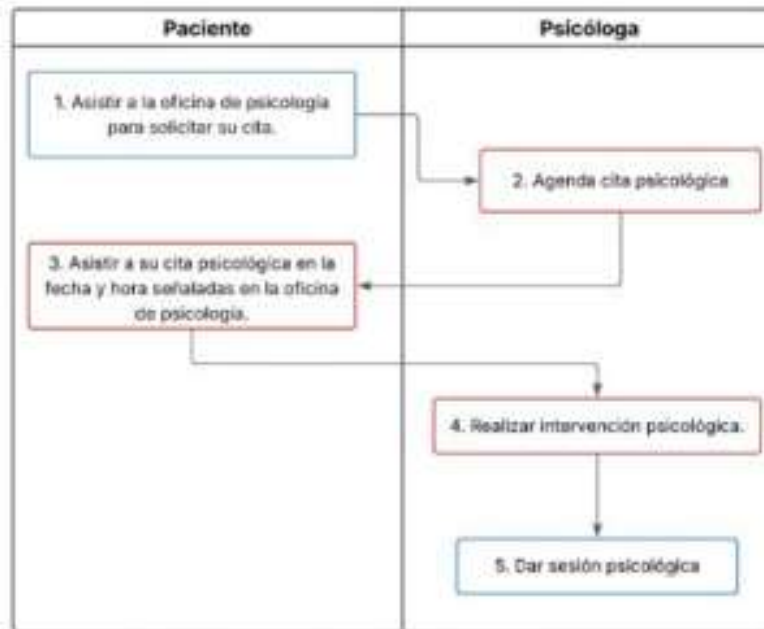 Paciente
Psicóloga
1. Asistir a la oficina de psicología
para solicitar su cita.
2. Agenda cita psicológica
3. Asistir a su cita psicológica en la
fecha y hora señaladas en la oficina
de psicología.
4. Realizar intervención psicológica.
5. Dar sesión psicológica